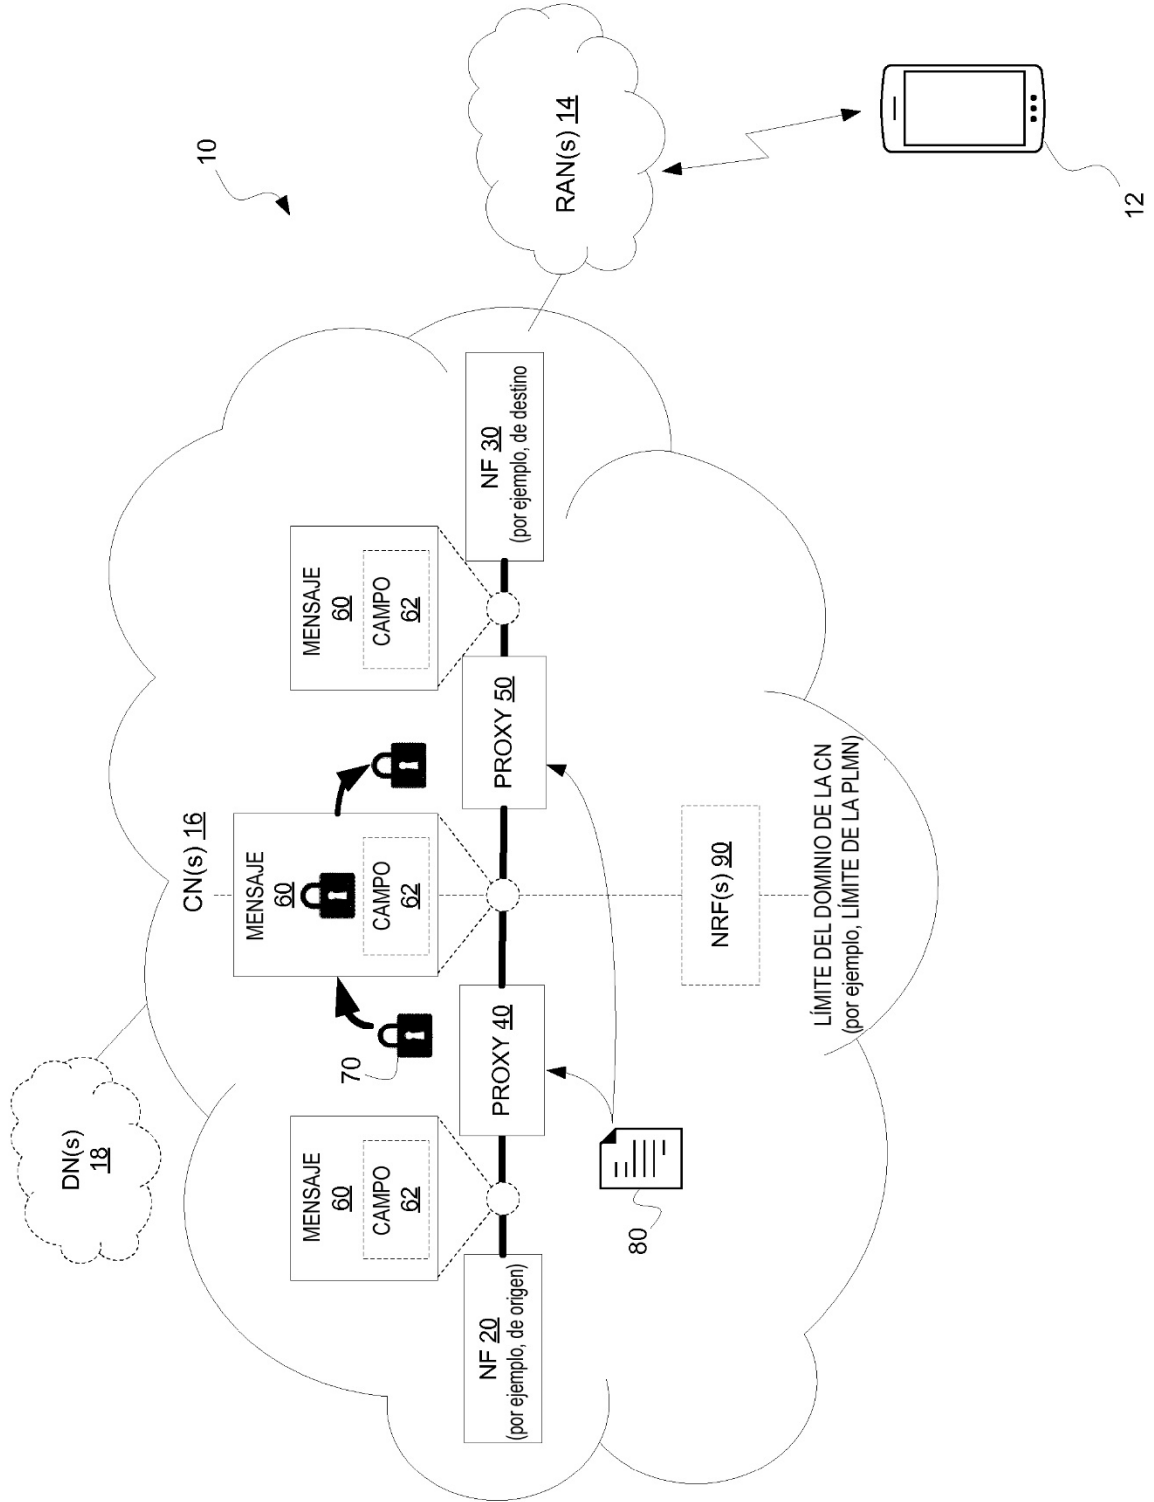 DN(s)
18
10
CN(s) 16
RAN(s) 14
12
MENSAJE
60
CAMPO
62
70
MENSAJE
60
CAMPO
62
MENSAJE
60
CAMPO
62
NF 20
(por ejemplo, de origen)
PROXY 40
PROXY 50
NF 30
(por ejemplo, de destino
80
NRF(s) 90
LÍMITE DEL DOMINIO DE LA CN
(por ejemplo, LÍMITE DE LA PLMN)